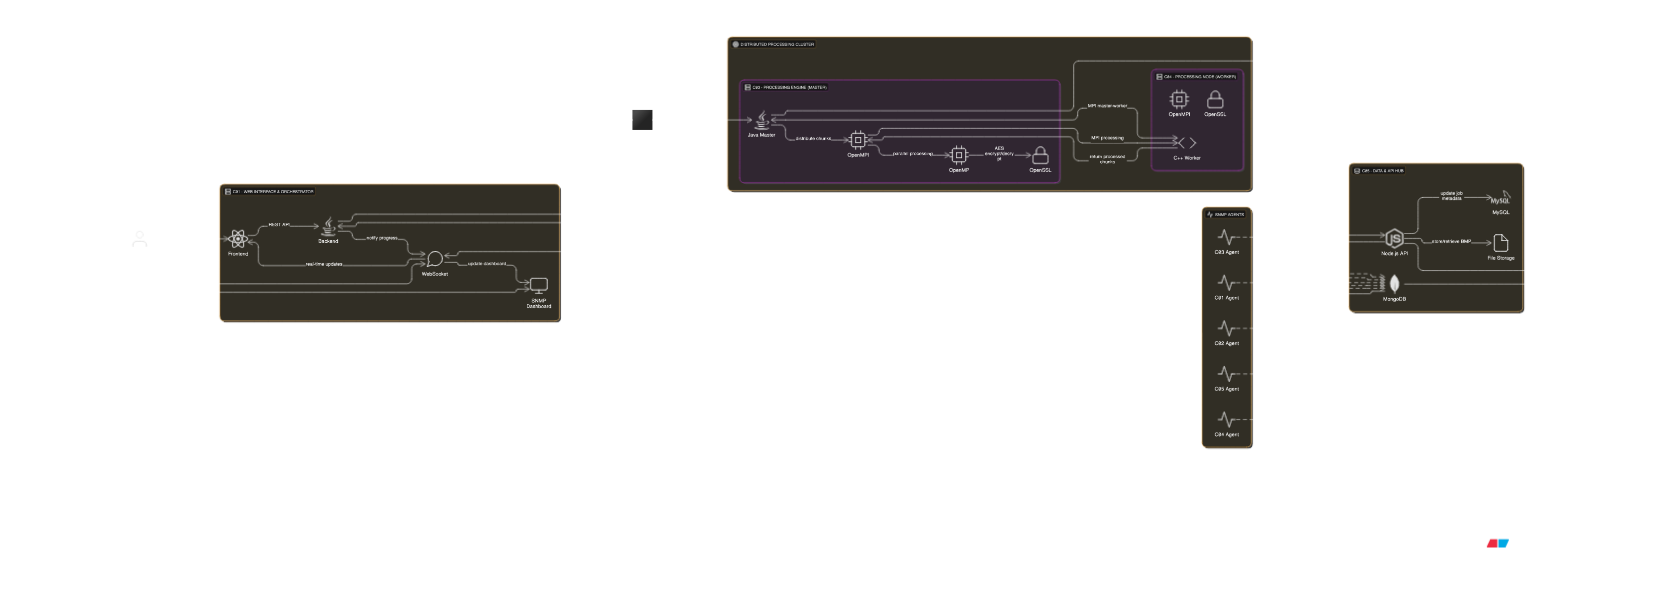 DISTRIBUTED PROCESSING CLUSTER
C03 - PROCESSING ENGINE (MASTER)
Java Master
distribute chunks
OpenMPI
parallel processing
OpenMP
AES
encrypt/decry
pt
OpenSSL
MPI master-worker
MPI processing
return processed
chunks
C04 - PROCESSING NODE (WORKER)
OpenMPI
OpenSSL
C++ Worker
C01 - WEB INTERFACE & ORCHESTRATOR
Frontend
REST API
Backend
notify progress
real-time updates
WebSocket
update dashboard
SNMP
Dashboard
SNMP AGENTS
C03 Agent
C01 Agent
C02 Agent
C05 Agent
C04 Agent
C05 - DATA & API HUB
update job
metadata
MySQL
MySQL
Node.js API
store/retrieve BMP
File Storage
MongoDB